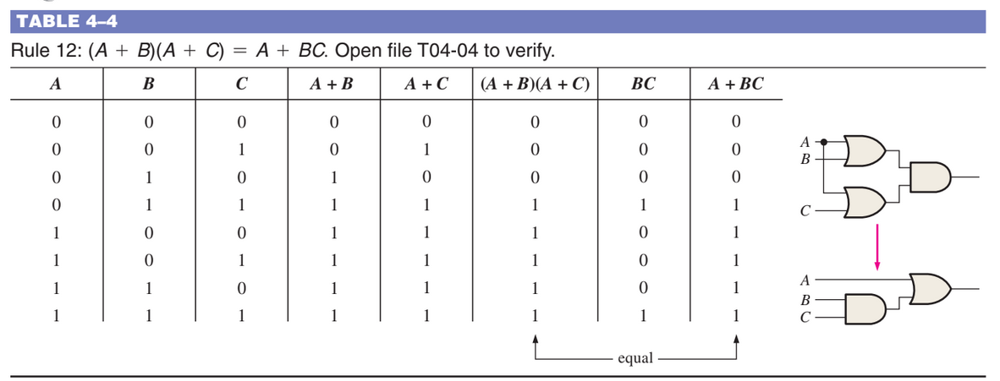 TABLE 4–4
Rule 12: (A + B)(A + C) = A + BC. Open file T04-04 to verify.
A B C A + B A + C (A + B)(A + C) BC A + BC
0 0 0 0 0 0 0 0
0 0 1 0 1 0 0 0
0 1 0 1 0 0 0 0
0 1 1 1 1 1 1 1
1 0 0 1 1 1 0 1
1 0 1 1 1 1 0 1
1 1 0 1 1 1 0 1
1 1 1 1 1 1 1 1
equal
A
B
C
A
B
C